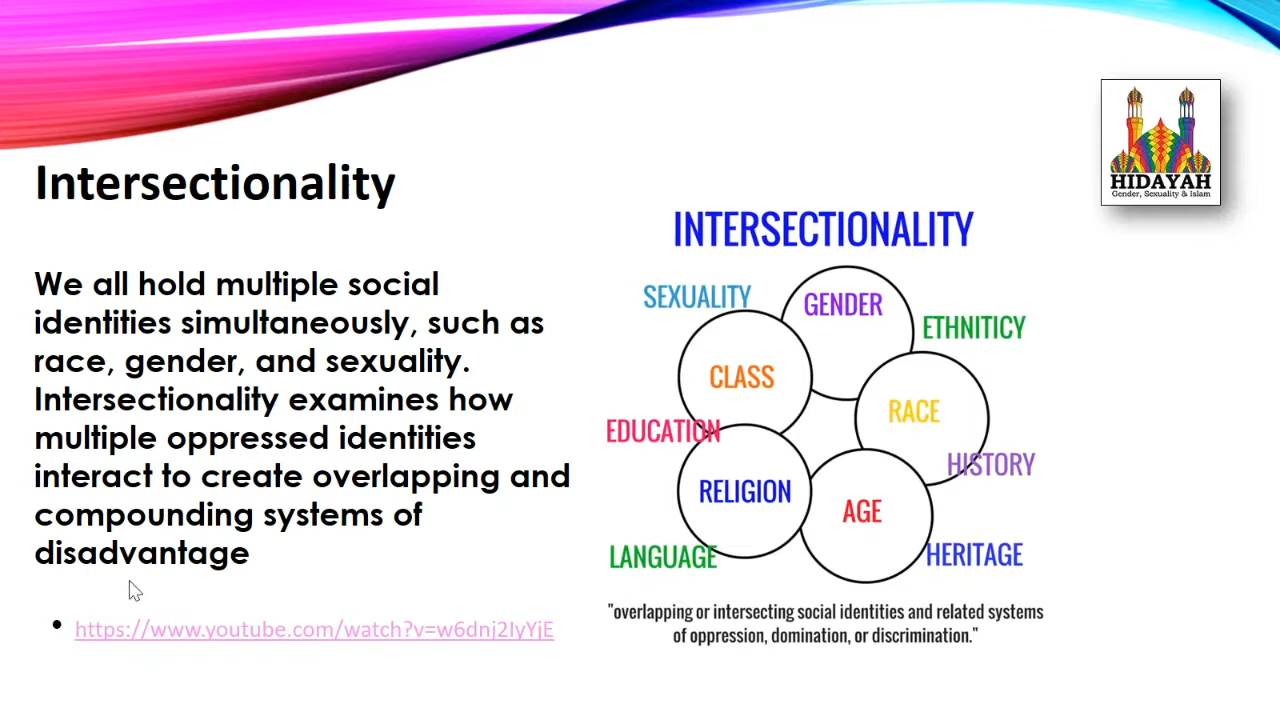 HIDAYAH
Gender, Sexuality & Islam
Intersectionality
We all hold multiple social
identities simultaneously, such as
race, gender, and sexuality.
Intersectionality examines how
multiple oppressed identities
interact to create overlapping and
compounding systems of
disadvantage
https://www.youtube.com/watch?v=w6dnj2IyYjE
INTERSECTIONALITY
SEXUALITY
GENDER
ETHNITICY
CLASS
RACE
EDUCATION
HISTORY
RELIGION
AGE
LANGUAGE
HERITAGE
"overlapping or intersecting social identities and related systems
of oppression, domination, or discrimination."